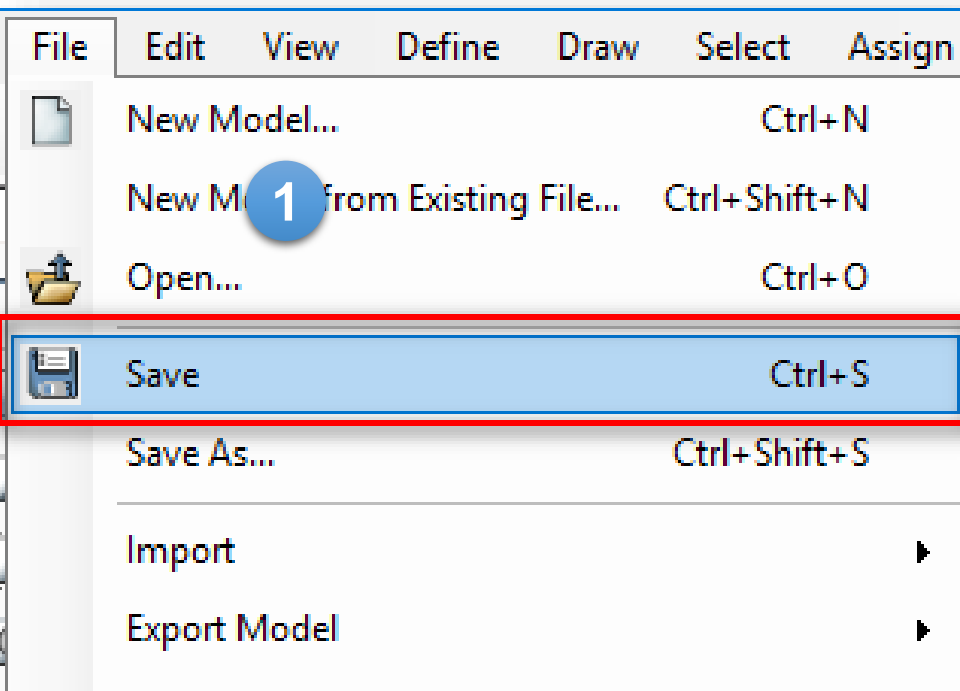 File Edit View Define Draw Select Assign
New Model... Ctrl+N
New 1 from Existing File... Ctrl+Shift+N
Open... Ctrl+O
Save Ctrl+S
Save As... Ctrl+Shift+S
Import
Export Model